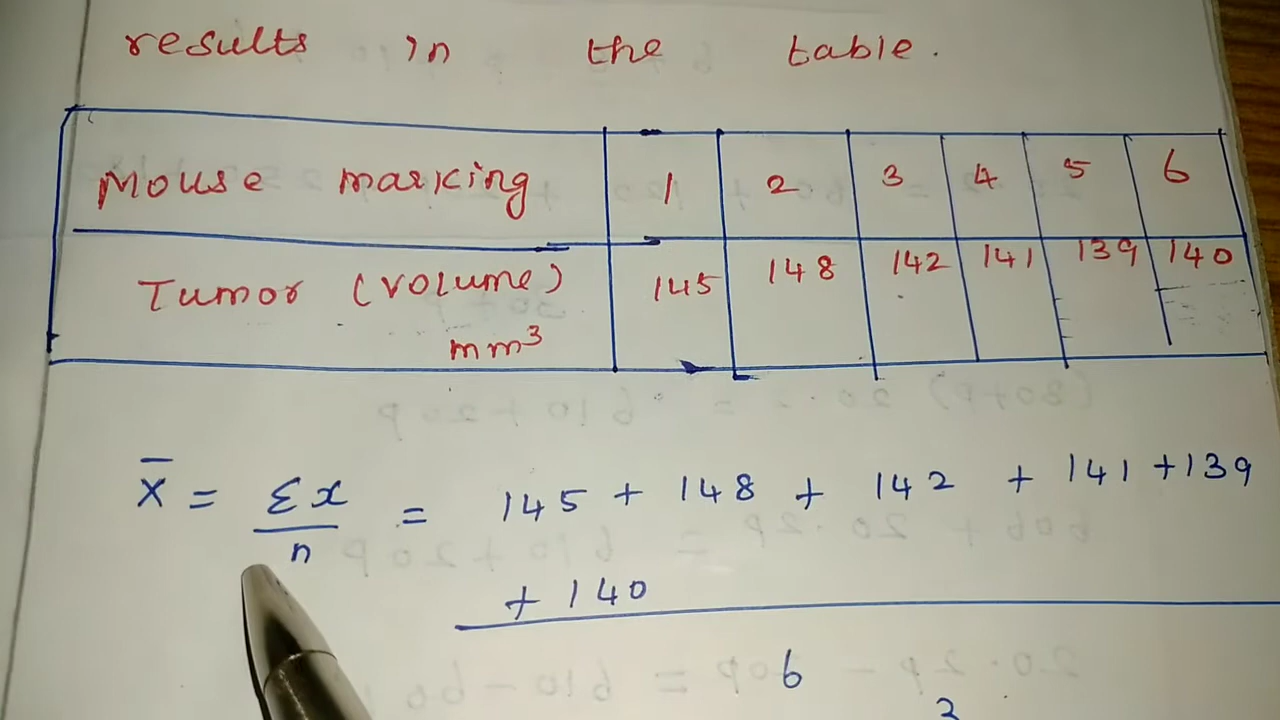 results in the table.
Mouse marking 1 2 3 4 5 6
Tumor (volume) 145 148 142 141 139 140
mm³
x̄ = Σx = 145 + 148 + 142 + 141 + 139
n
+ 140
6